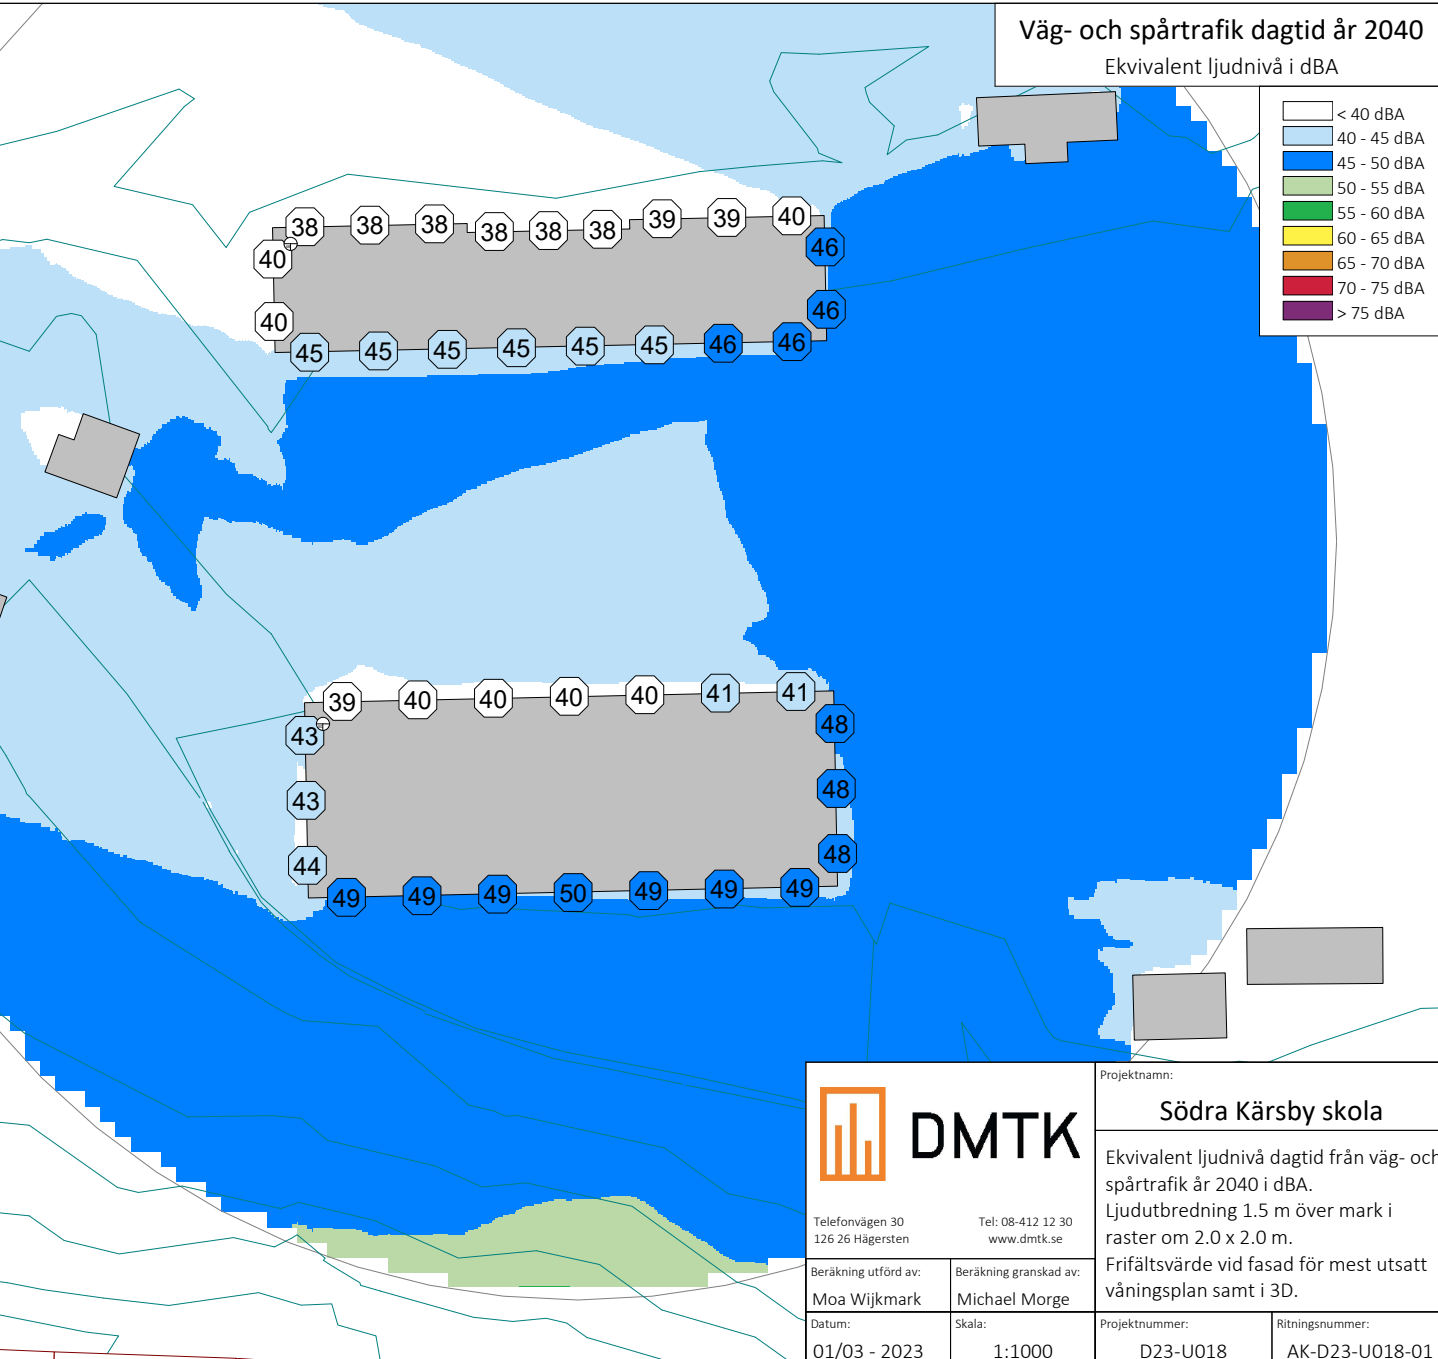 Väg- och spårtrafik dagtid år 2040
Ekvivalent ljudnivå i dBA
< 40 dBA
40 - 45 dBA
45 - 50 dBA
50 - 55 dBA
55 - 60 dBA
60 - 65 dBA
65 - 70 dBA
70 - 75 dBA
> 75 dBA
38 38 38 38 38 38 39 39 40
40 46
40 46
45 45 45 45 45 45 46 46
39 40 40 40 40 41 41
43 48
43 48
44 48
49 49 49 50 49 49 49
DMTK
Telefonvägen 30
126 26 Hägersten
Tel: 08-412 12 30
www.dmtk.se
Projektnamn:
Södra Kärsby skola
Ekvivalent ljudnivå dagtid från väg- och
spårtrafik år 2040 i dBA.
Ljudutbredning 1.5 m över mark i
raster om 2.0 x 2.0 m.
Frifältsvärde vid fasad för mest utsatt
våningsplan samt i 3D.
Beräkning utförd av:
Moa Wijkmark
Beräkning granskad av:
Michael Morge
Datum:
01/03 - 2023
Skala:
1:1000
Projektnummer:
D23-U018
Ritningsnummer:
AK-D23-U018-01